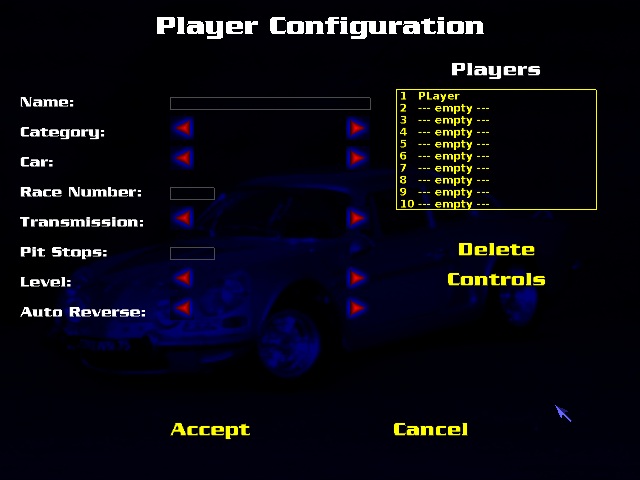 Player Configuration
Players
Name:
Category:
Car:
Race Number:
Transmission:
Pit Stops:
Level:
Auto Reverse:
1 PLayer
2 --- empty ---
3 --- empty ---
4 --- empty ---
5 --- empty ---
6 --- empty ---
7 --- empty ---
8 --- empty ---
9 --- empty ---
10 --- empty ---
Delete
Controls
Accept
Cancel